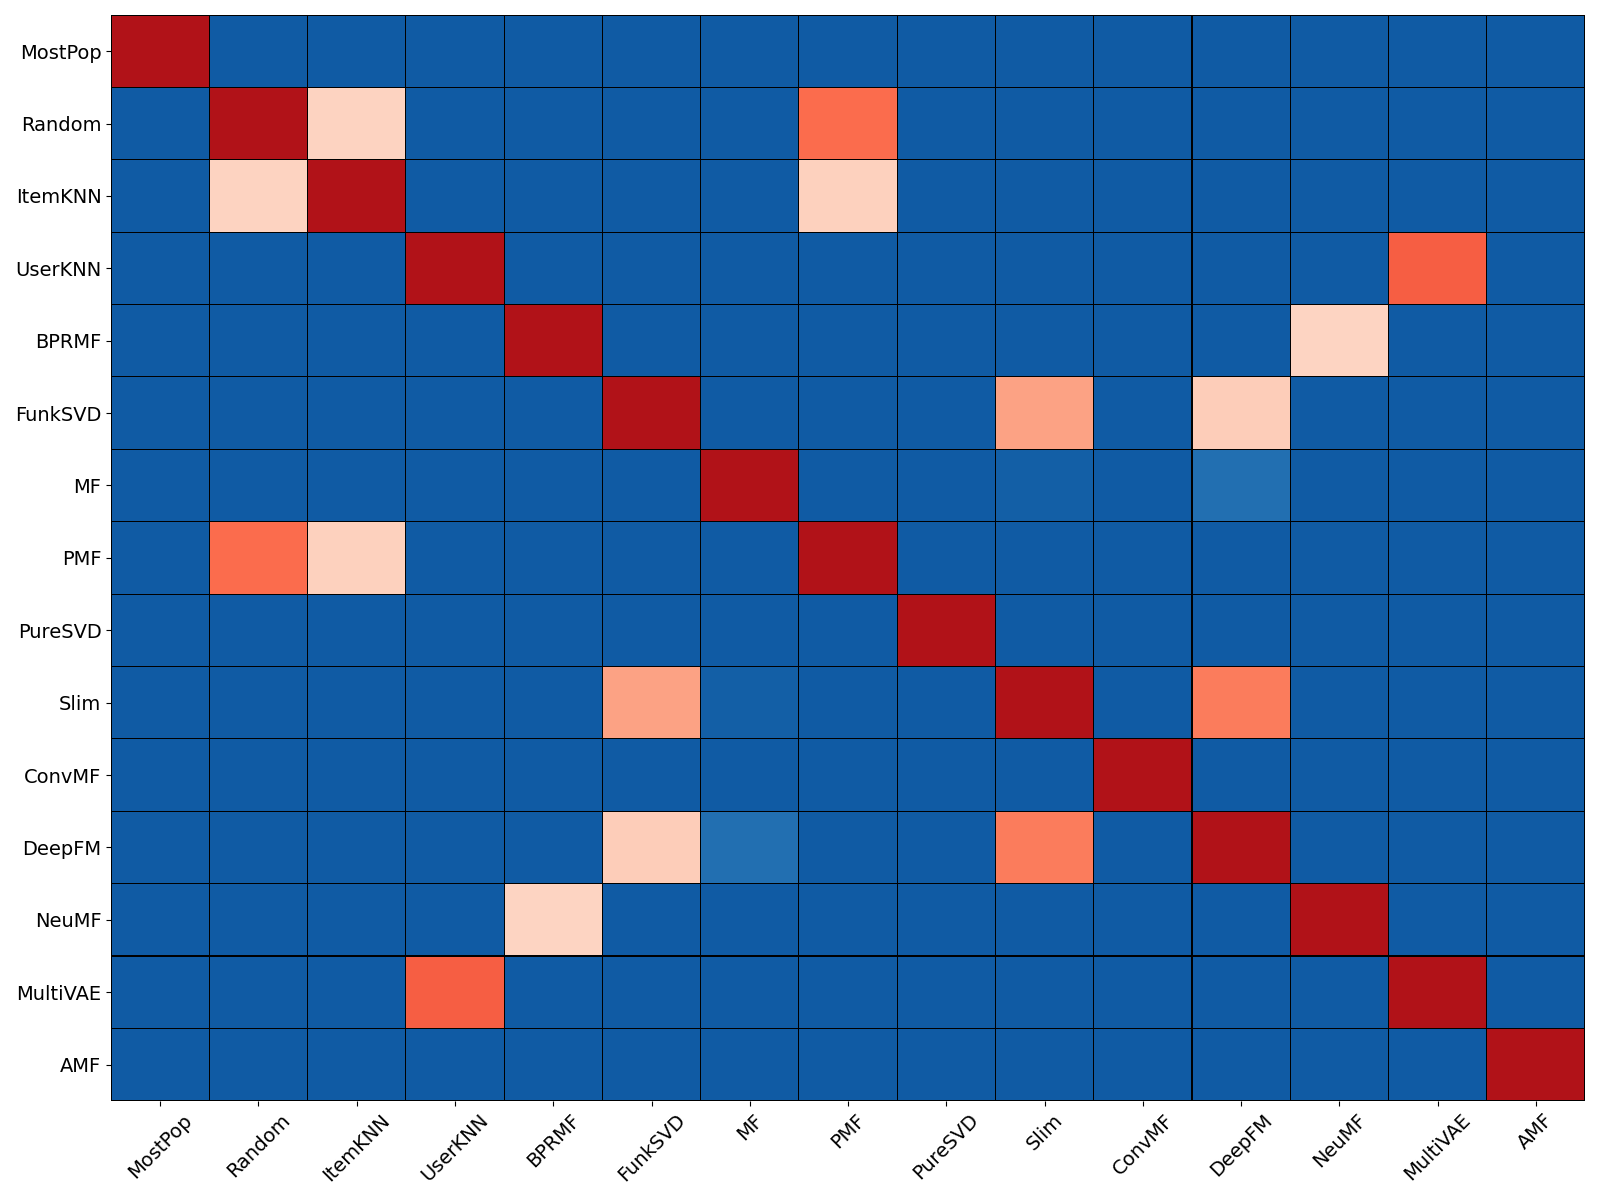 MostPop
Random
ItemKNN
UserKNN
BPRMF
FunkSVD
MF
PMF
PureSVD
Slim
ConvMF
DeepFM
NeuMF
MultiVAE
AMF
MostPop
Random
ItemKNN
UserKNN
BPRMF
FunkSVD
MF
PMF
PureSVD
Slim
ConvMF
DeepFM
NeuMF
MultiVAE
AMF